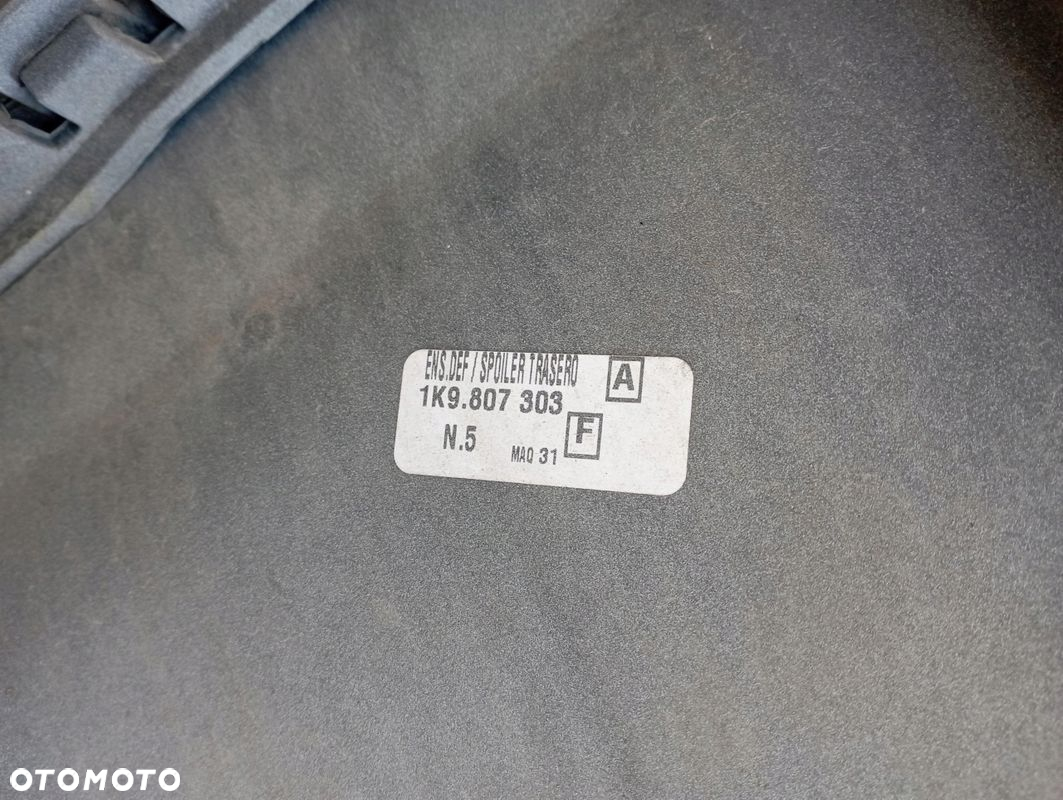 ENS.DEF / SPOILER TRASERO A
1K9.807 303
N.5 MAQ 31 F
OTOMOTO